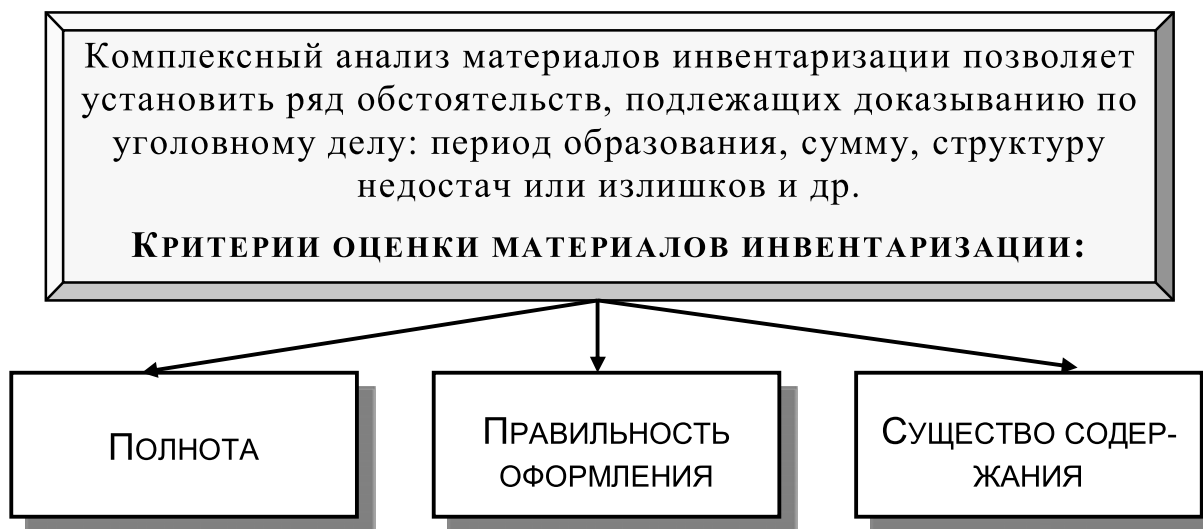 Комплексный анализ материалов инвентаризации позволяет
установить ряд обстоятельств, подлежащих доказыванию по
уголовному делу: период образования, сумму, структуру
недостач или излишков и др.
КРИТЕРИИ ОЦЕНКИ МАТЕРИАЛОВ ИНВЕНТАРИЗАЦИИ:
ПОЛНОТА
ПРАВИЛЬНОСТЬ
ОФОРМЛЕНИЯ
СУЩЕСТВО СОДЕР-
ЖАНИЯ